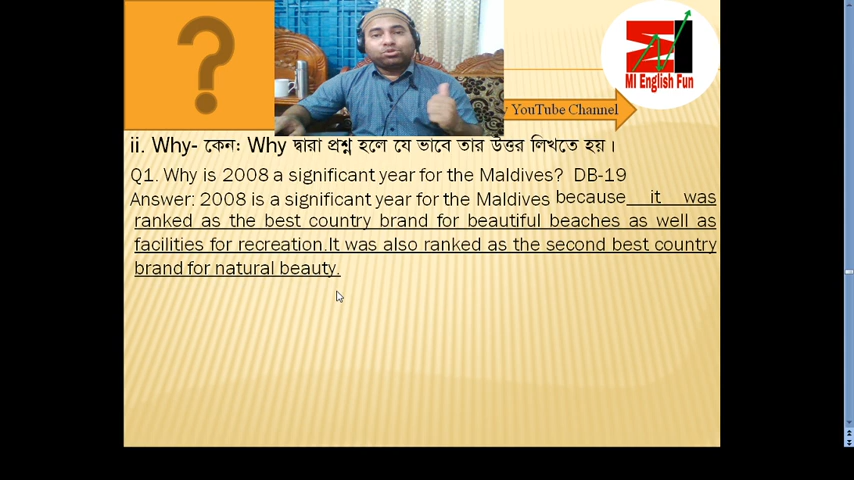 MI English Fun
YouTube Channel
ii. Why- কেন: Why দ্বারা প্রশ্ন হলে যে ভাবে তার উত্তর লিখতে হয়।
Q1. Why is 2008 a significant year for the Maldives? DB-19
Answer: 2008 is a significant year for the Maldives because it was
ranked as the best country brand for beautiful beaches as well as
facilities for recreation.It was also ranked as the second best country
brand for natural beauty.